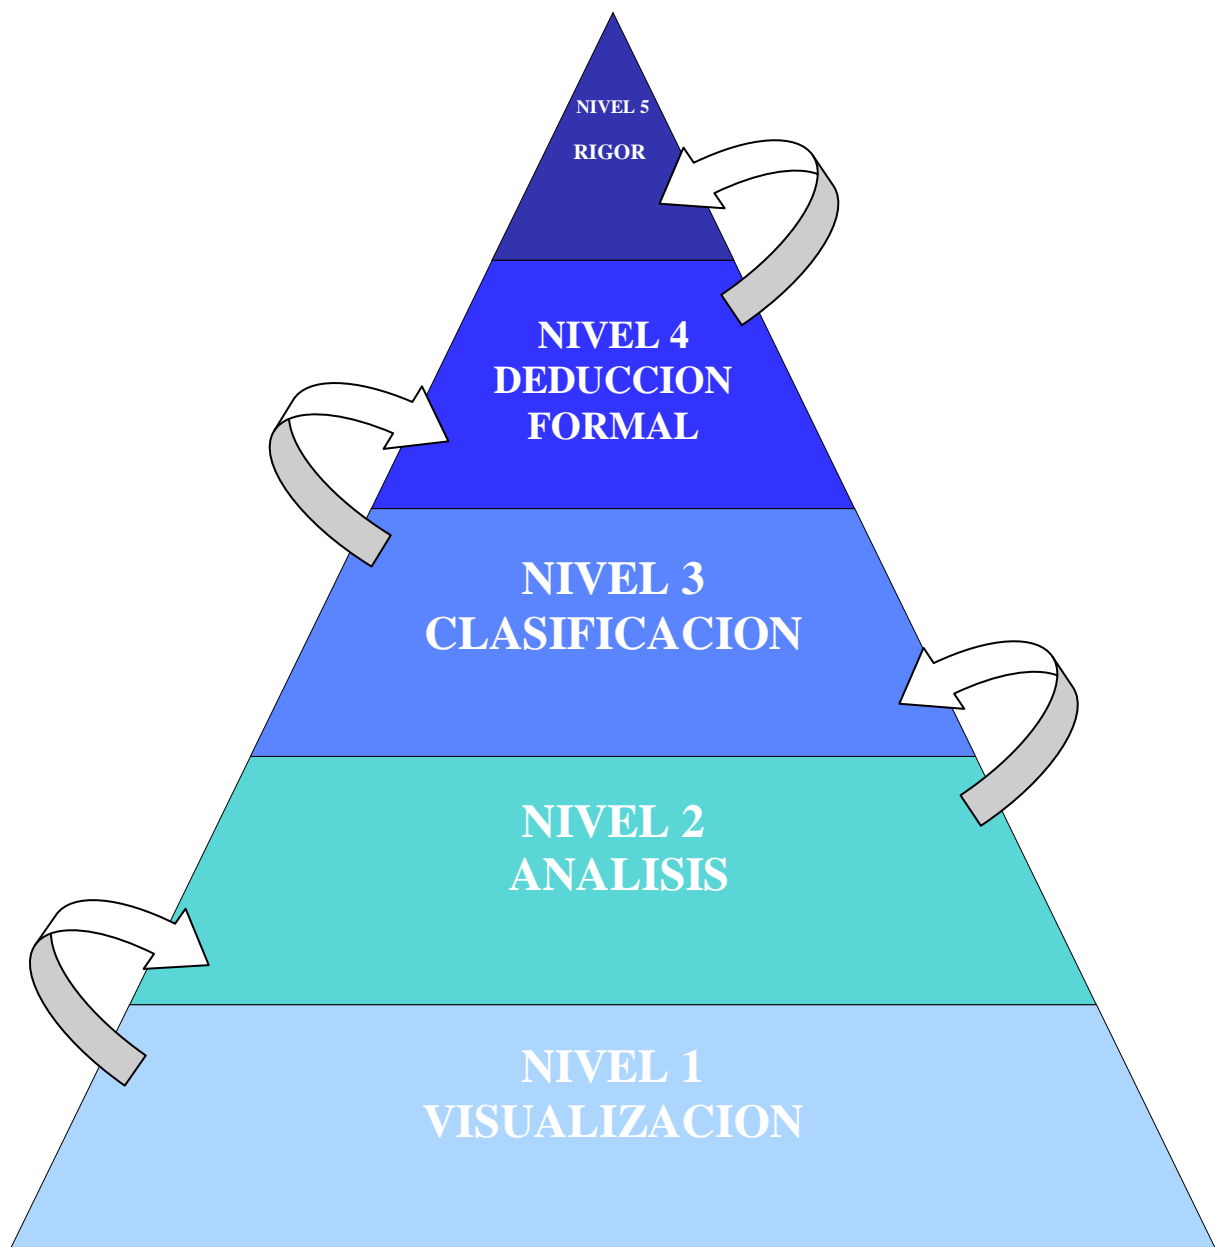 NIVEL 5
RIGOR
NIVEL 4
DEDUCCION
FORMAL
NIVEL 3
CLASIFICACION
NIVEL 2
ANALISIS
NIVEL 1
VISUALIZACION